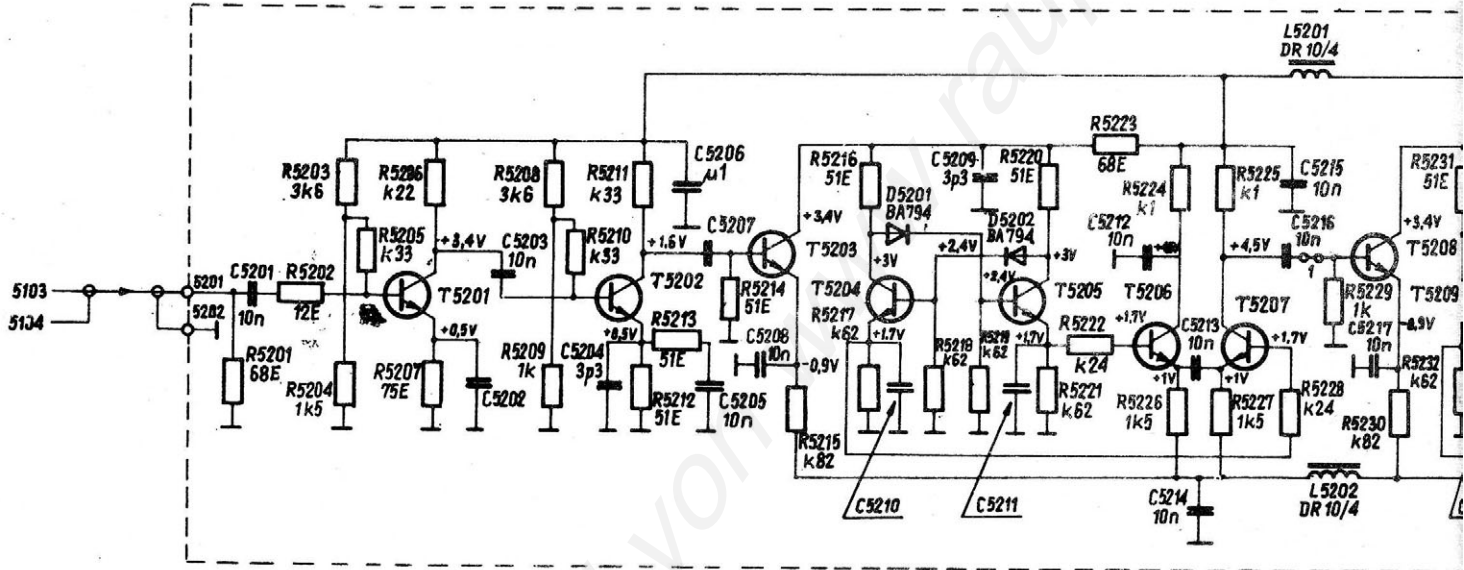 L5201
DR 10/4
R5203
3k6
R5206
k22
R5208
3k6
R5211
k33
C5206
µ1
R5216
51E
C5209
3p3
R5220
51E
R5223
68E
R5224
k1
R5225
k1
C5215
10n
R5231
51E
D5201
BA794
D5202
BA794
C5212
10n
C5216
10n
1
+3,4V
T5208
R5205
k33
+3,4V
C5203
10n
R5210
k33
+1,6V
C5207
+3,4V
T5203
+3V
+2,4V
+3V
+4,5V
5103
5104
5201
5202
C5201
10n
R5202
12E
T5201
T5202
R5214
51E
T5204
+2,4V
T5205
T5206
T5207
R5229
1k
T5209
R5201
68E
R5204
1k5
+0,5V
R5207
75E
C5202
R5209
1k
C5204
3p3
+0,5V
R5213
51E
R5212
51E
C5205
10n
C5208
10n
-0,9V
R5215
k82
R5217
k62
+1.7V
R5218
k62
R5219
k62
+1,7V
R5221
k62
R5222
k24
+1,7V
C5213
10n
+1,7V
+1V
+1V
R5226
1k5
R5227
1k5
R5228
k24
C5217
10n
R5232
k62
R5230
k82
C5210
C5211
C5214
10n
L5202
DR 10/4
von www.raup